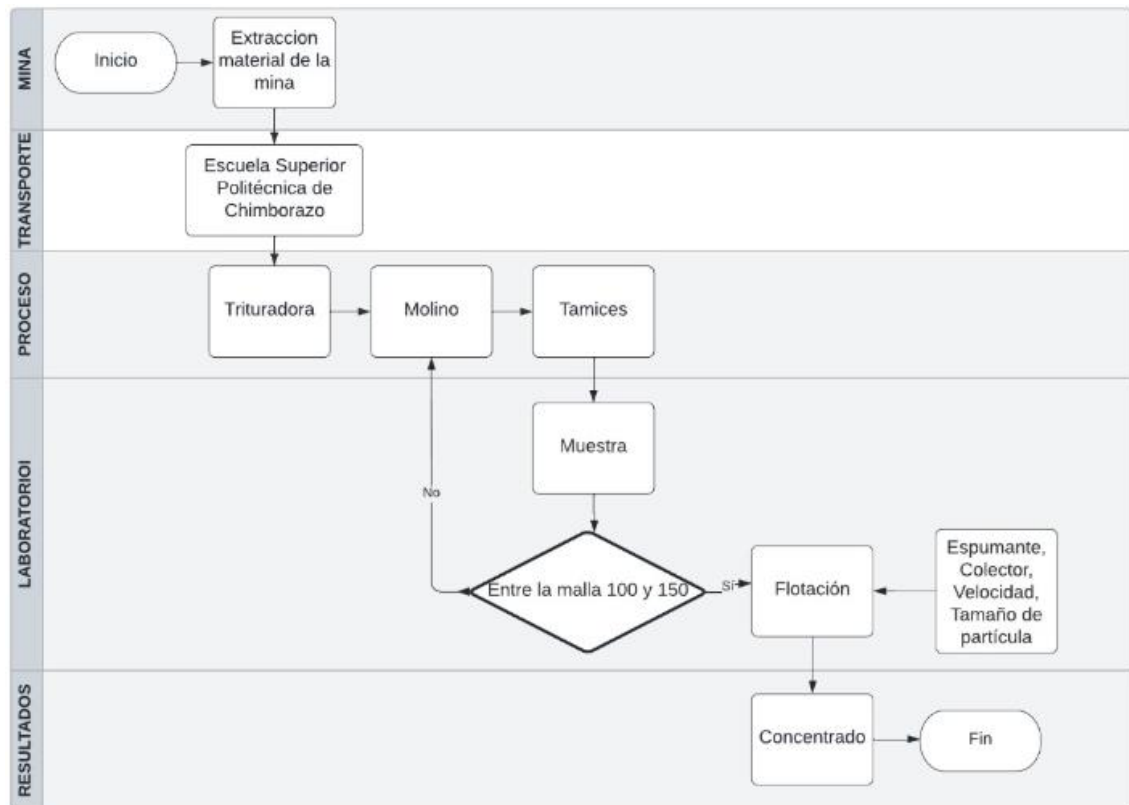 MINA
Inicio
Extraccion
material de la
mina
TRANSPORTE
Escuela Superior
Politécnica de
Chimborazo
PROCESO
Trituradora
Molino
Tamices
LABORATORIOI
Muestra
No
Entre la malla 100 y 150
Sí
Flotación
Espumante,
Colector,
Velocidad,
Tamaño de
partícula
RESULTADOS
Concentrado
Fin